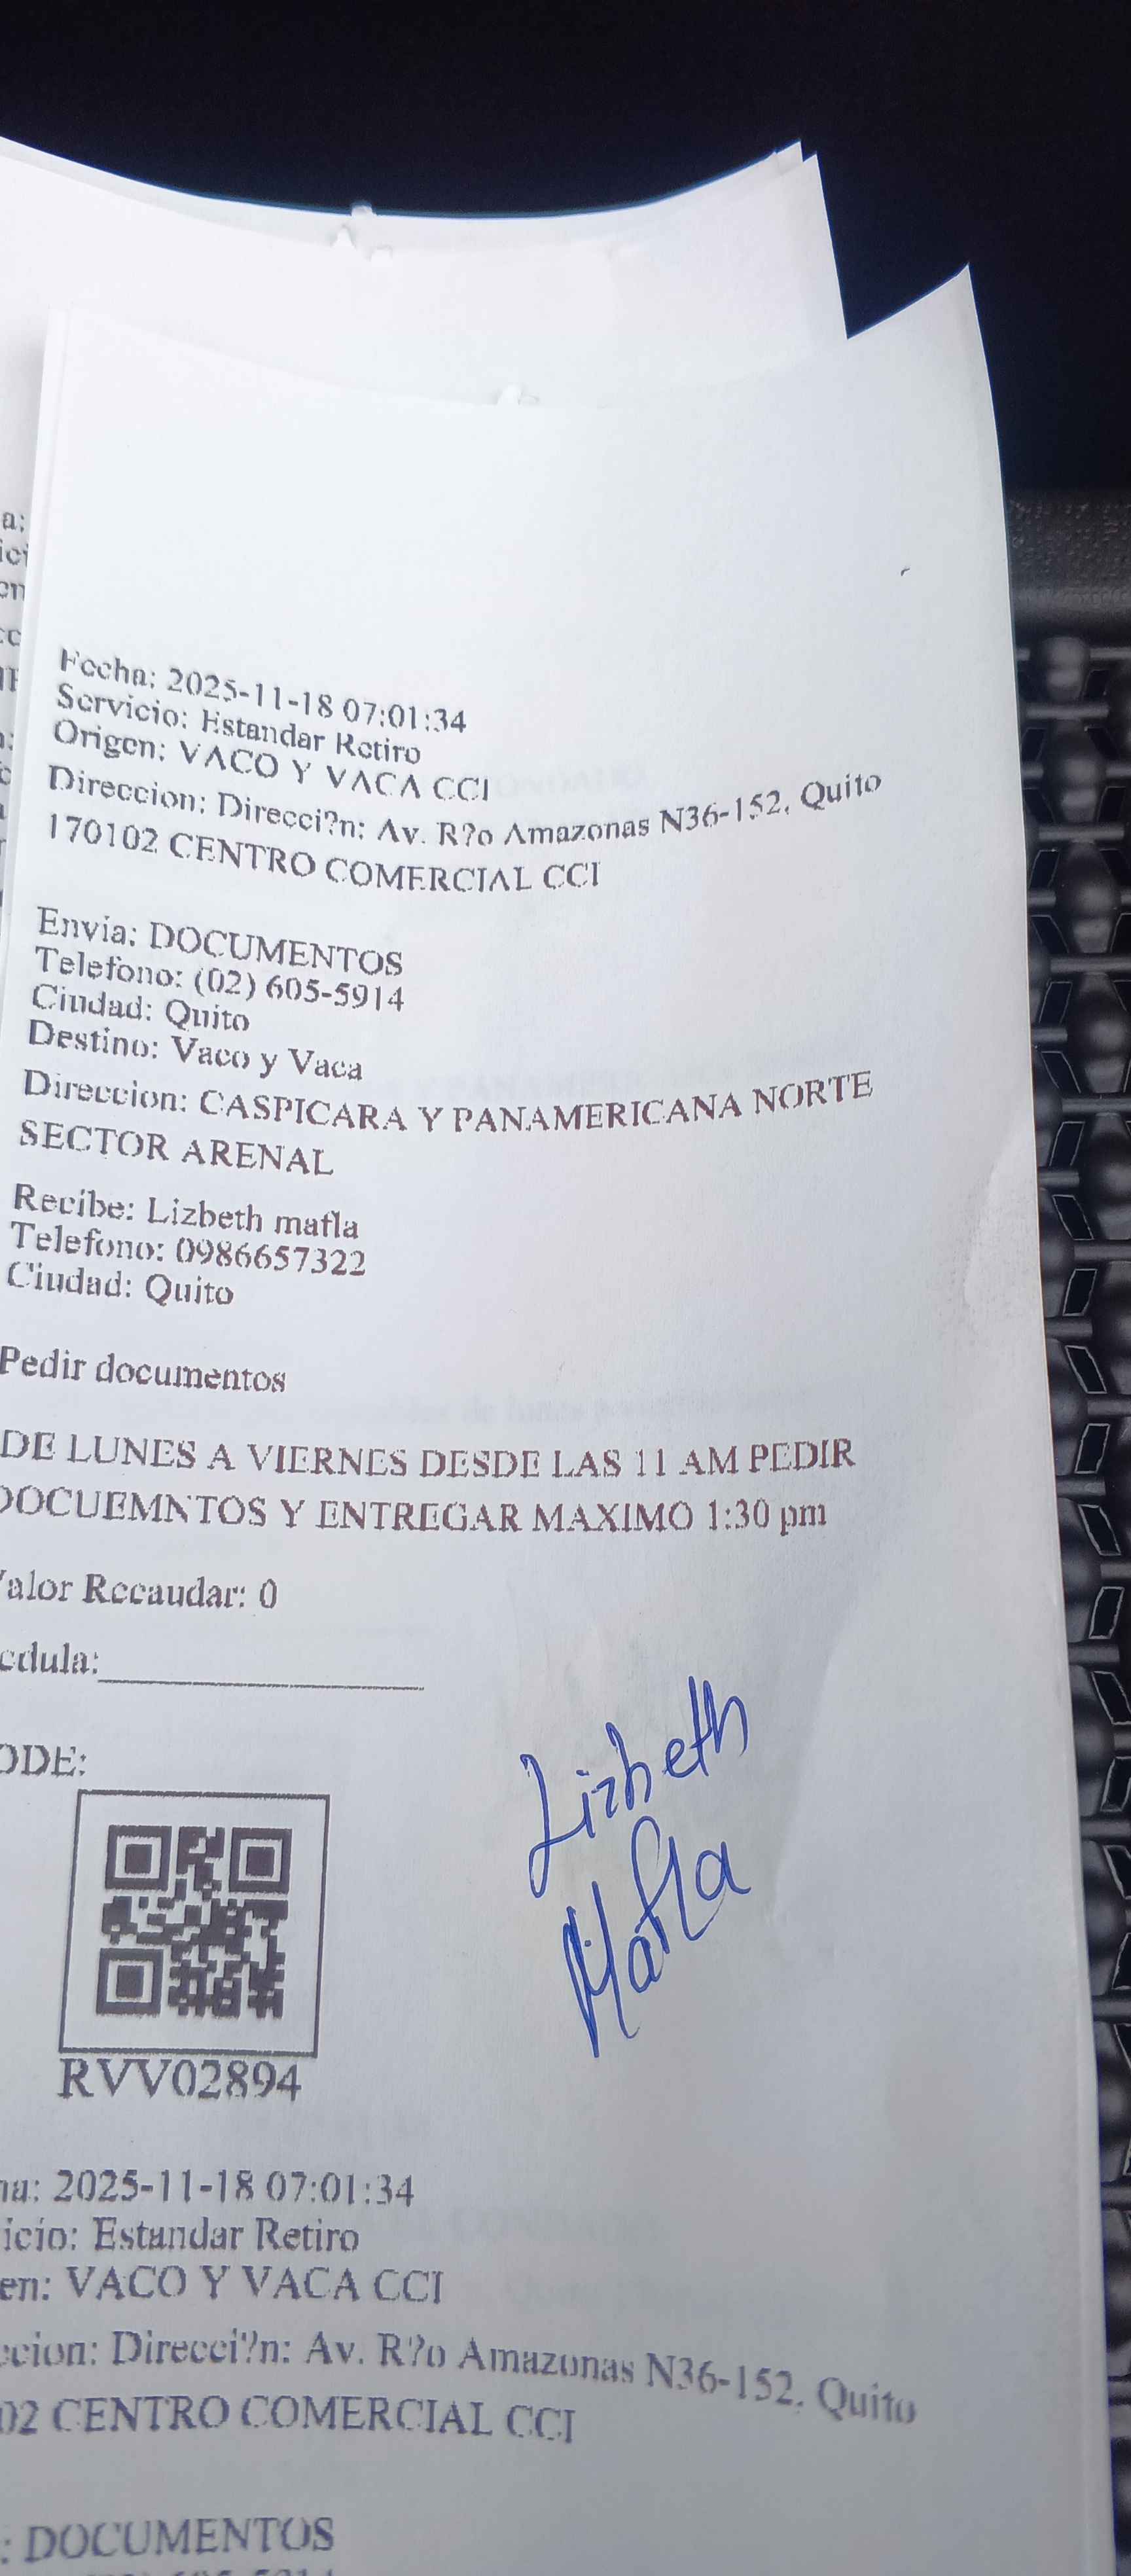 Fecha: 2025-11-18 07:01:34
Servicio: Estandar Retiro
Origen: VACO Y VACA CCI
Direccion: Direcci?n: Av. R?o Amazonas N36-152, Quito
170102 CENTRO COMERCIAL CCI
Envia: DOCUMENTOS
Telefono: (02) 605-5914
Ciudad: Quito
Destino: Vaco y Vaca
Direccion: CASPICARA Y PANAMERICANA NORTE
SECTOR ARENAL
Recibe: Lizbeth mafla
Telefono: 0986657322
Ciudad: Quito
Pedir documentos
DE LUNES A VIERNES DESDE LAS 11 AM PEDIR
DOCUEMNTOS Y ENTREGAR MAXIMO 1:30 pm
Valor Recaudar: 0
edula:
ODE:
Lizbeth
Mafla
RVV02894
ha: 2025-11-18 07:01:34
icio: Estandar Retiro
en: VACO Y VACA CCI
ccion: Direcci?n: Av. R?o Amazonas N36-152, Quito
02 CENTRO COMERCIAL CCI
: DOCUMENTOS